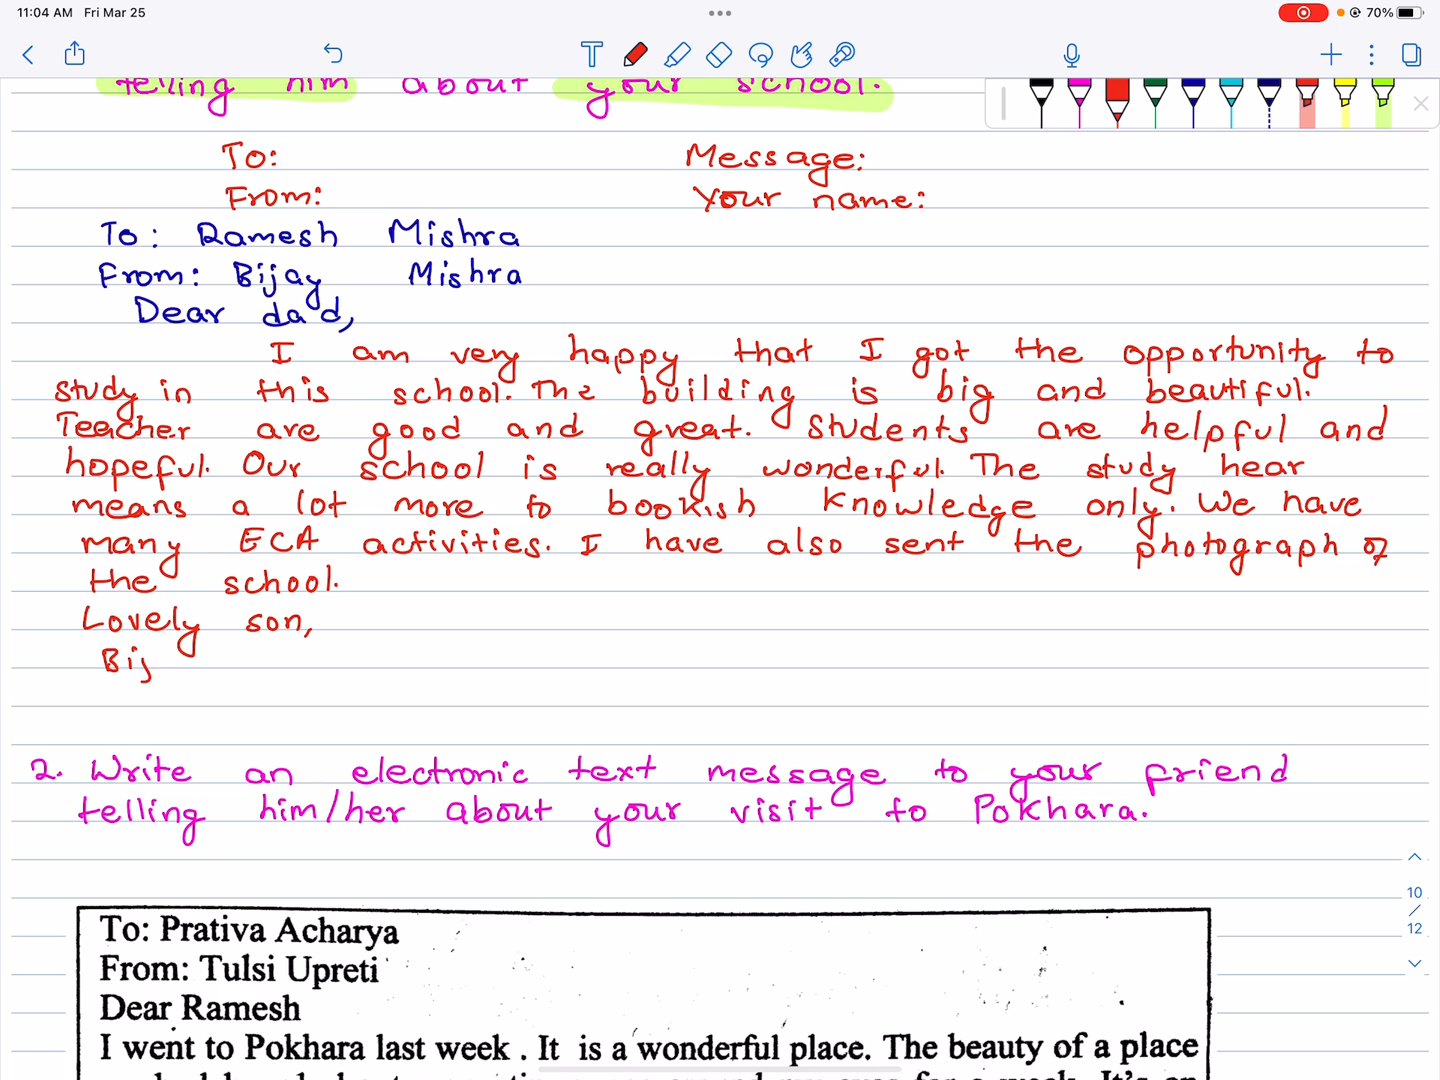 11:04 AM Fri Mar 25
70%
telling him about your school.
To: Message:
From: Your name:
To: Ramesh Mishra
From: Bijay Mishra
Dear dad,
I am very happy that I got the opportunity to
study in this school. The building is big and beautiful.
Teacher are good and great. Students are helpful and
hopeful. Our school is really wonderful. The study hear
means a lot more to bookish knowledge only. We have
many ECA activities. I have also sent the photograph of
the school.
Lovely son,
Bij
2. Write an electronic text message to your friend
telling him/her about your visit to Pokhara.
10
/
12
To: Prativa Acharya
From: Tulsi Upreti
Dear Ramesh
I went to Pokhara last week . It is a wonderful place. The beauty of a place